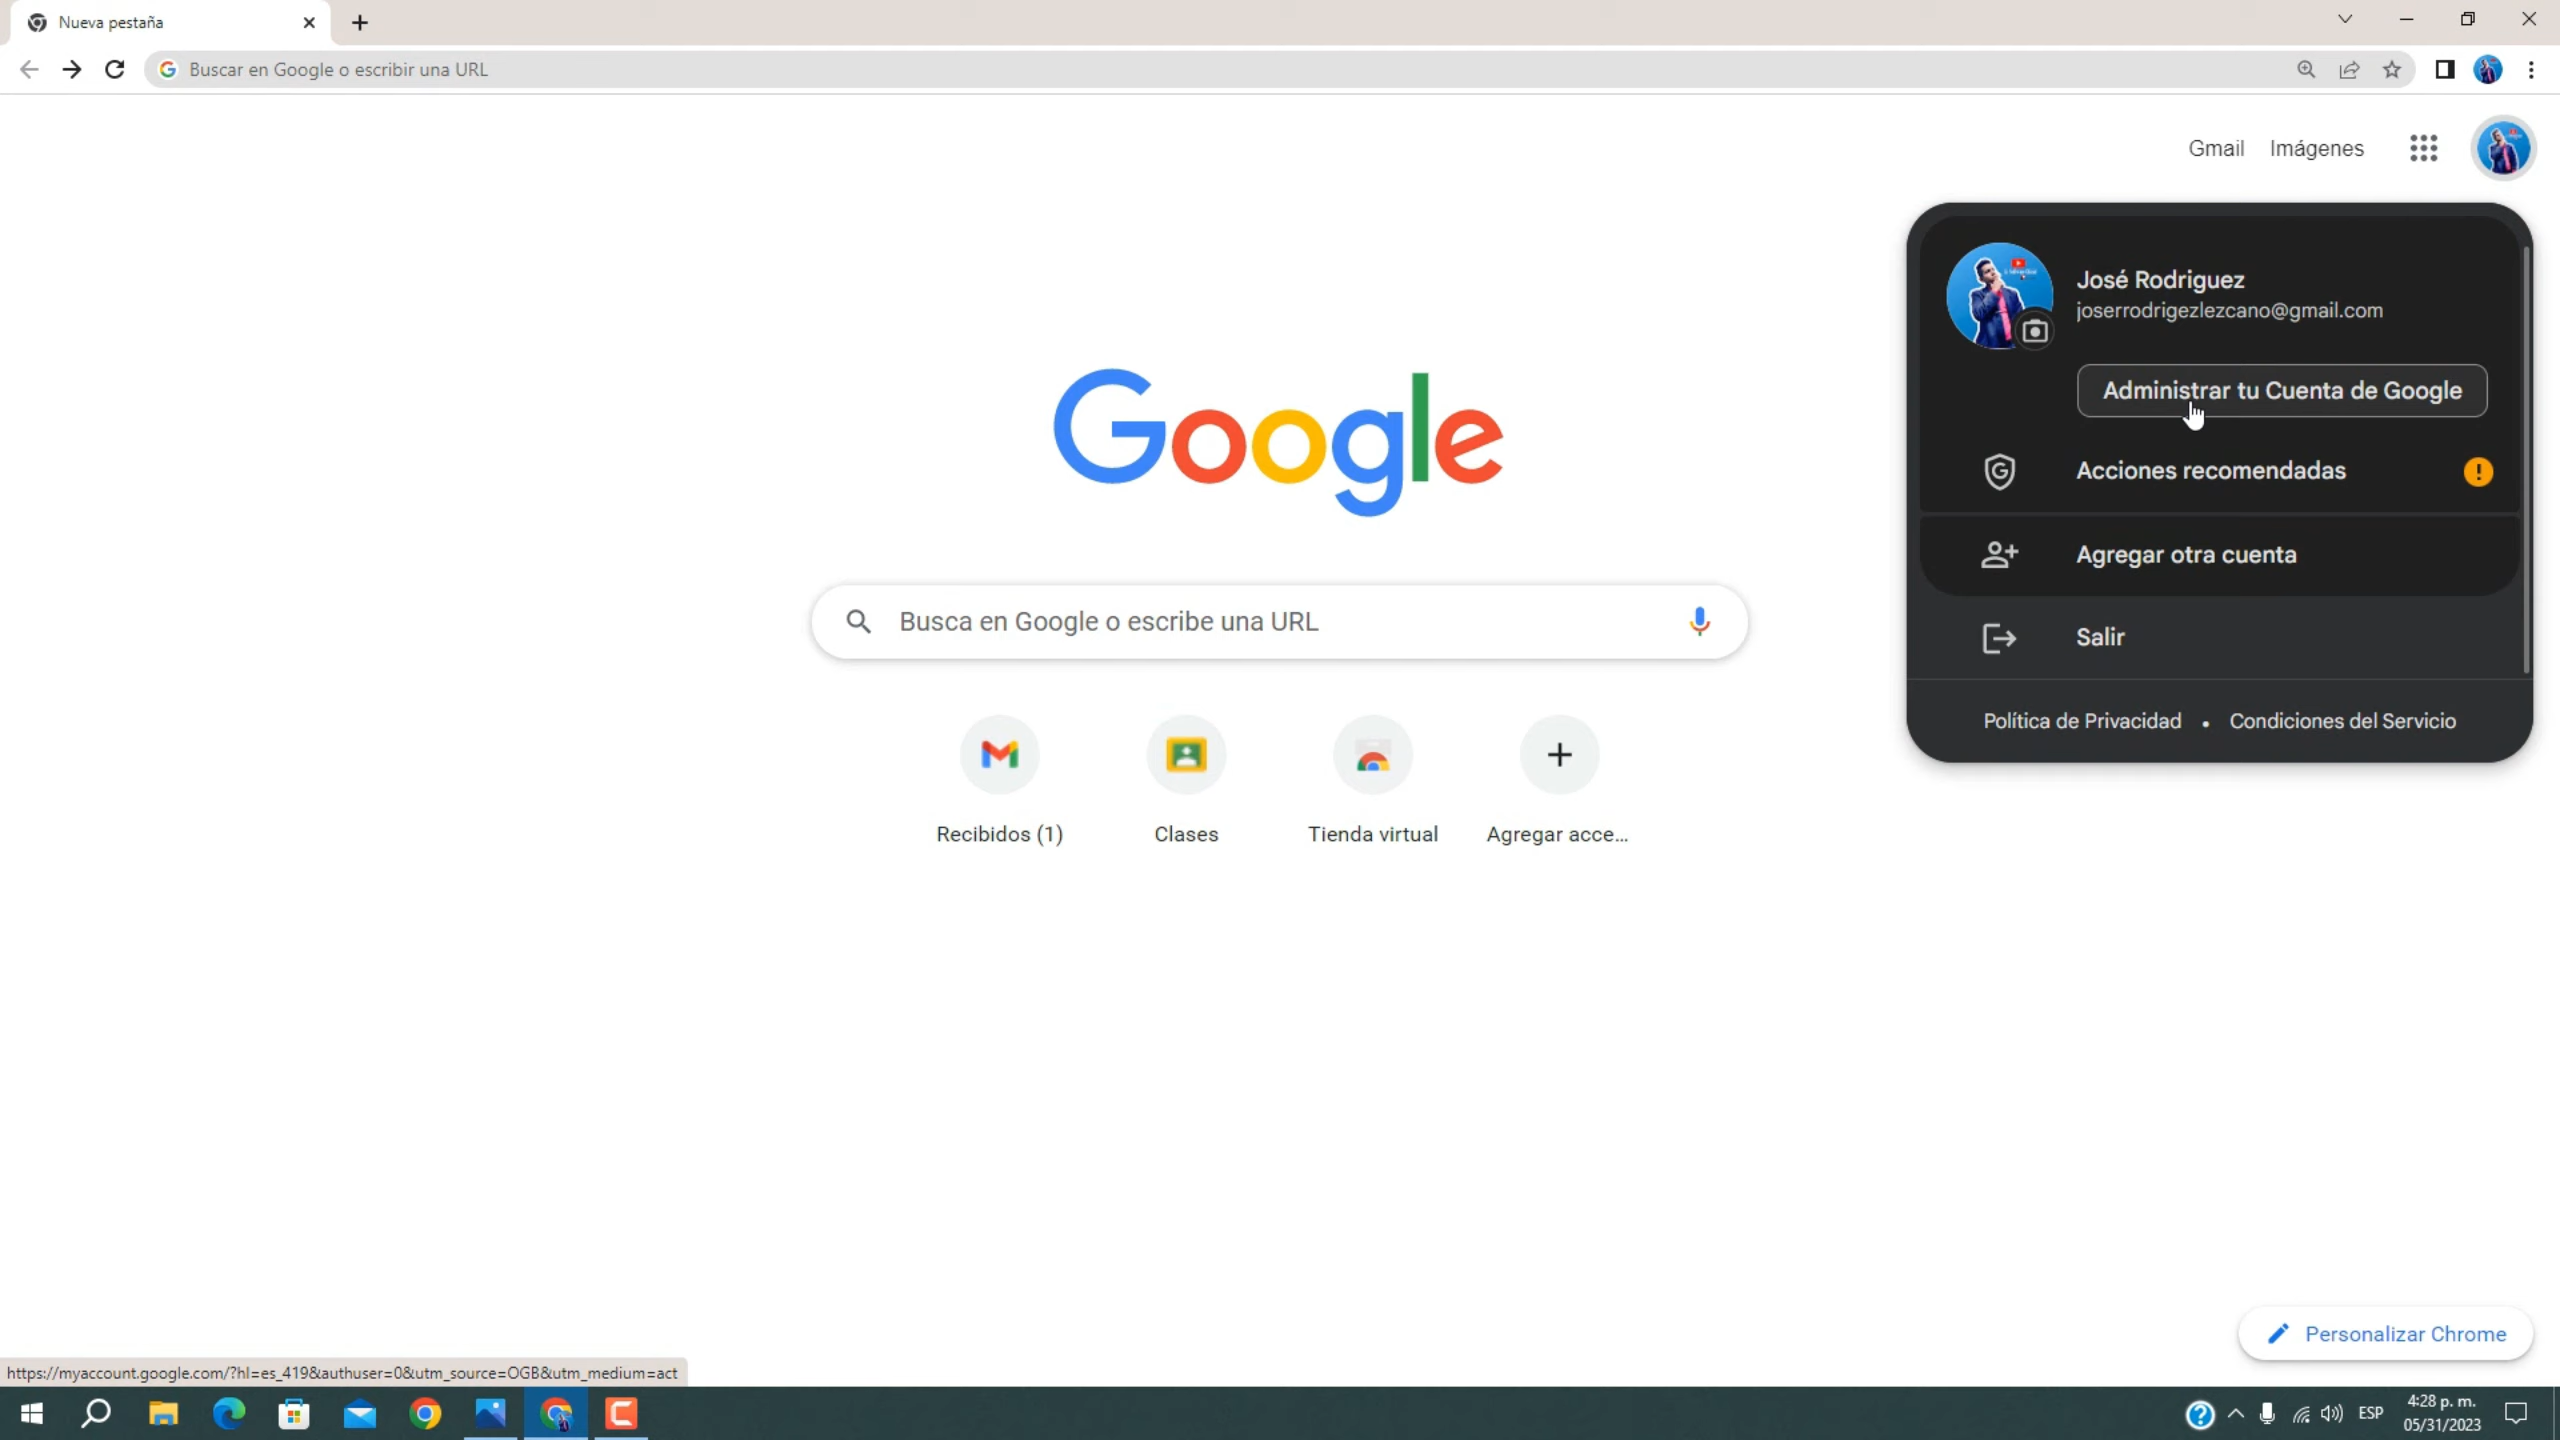 Nueva pestaña
Buscar en Google o escribir una URL
Gmail Imágenes
José Rodriguez
joserrodrigezlezcano@gmail.com
Administrar tu Cuenta de Google
Acciones recomendadas
Agregar otra cuenta
Salir
Política de Privacidad • Condiciones del Servicio
Google
Busca en Google o escribe una URL
Recibidos (1) Clases Tienda virtual Agregar acce...
Personalizar Chrome
https://myaccount.google.com/?hl=es_419&authuser=0&utm_source=OGB&utm_medium=act
ESP
4:28 p. m.
05/31/2023